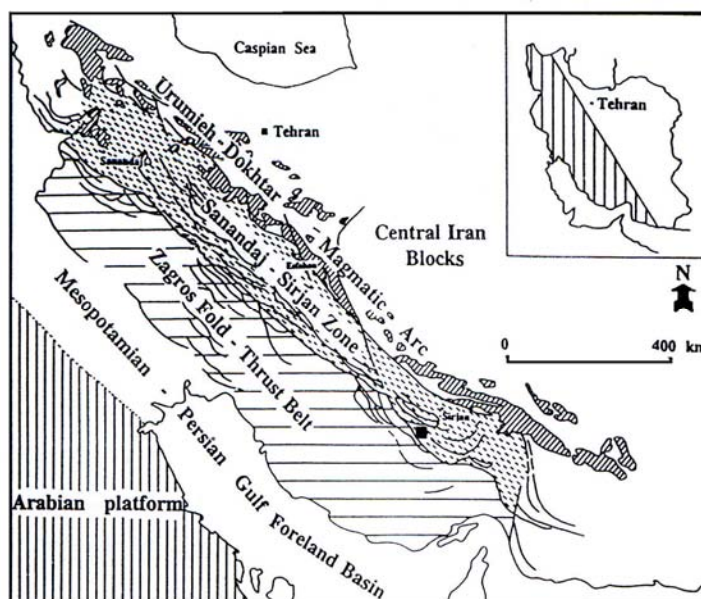 Caspian Sea
Tehran
Tehran
Urumieh - Dokhtar - Magmatic Arc
Sanandaj
Sanandaj - Sirjan Zone
Esfahan
Central Iran
Blocks
N
0 400 km
Zagros Fold - Thrust Belt
Mesopotamian - Persian Gulf Foreland Basin
Sirjan
Arabian platform